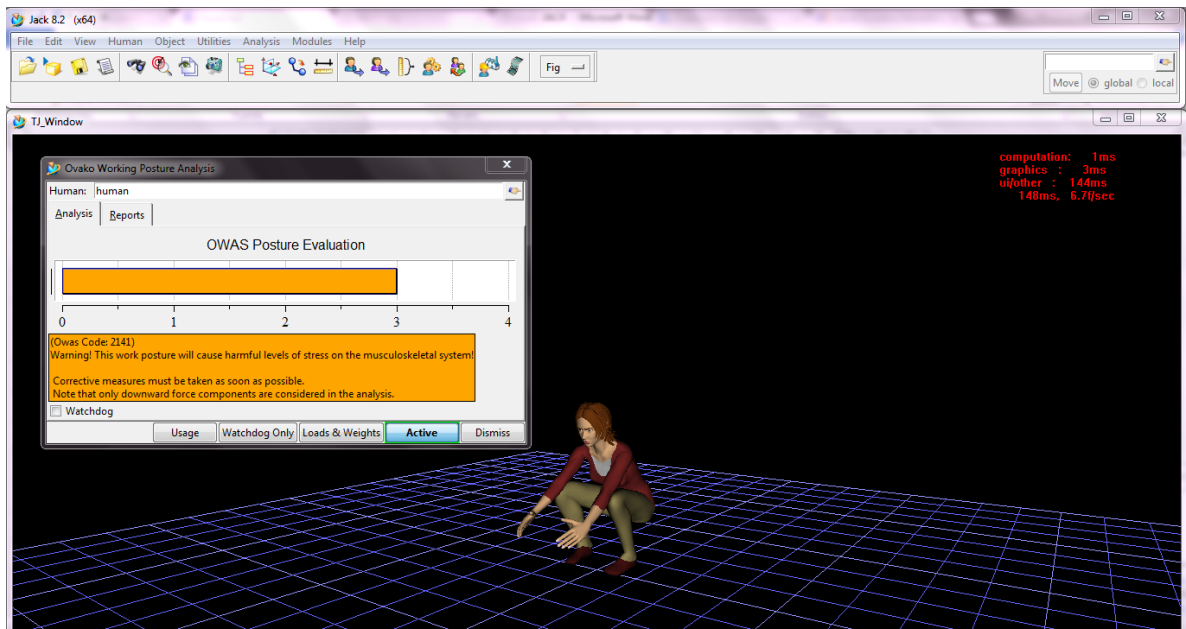 Jack 8.2 (x64)
File Edit View Human Object Utilities Analysis Modules Help
Fig
Move global local
TJ_Window
computation: 1ms
graphics : 3ms
ui/other : 144ms
148ms, 6.7f/sec
Ovako Working Posture Analysis
Human: human
Analysis Reports
OWAS Posture Evaluation
0 1 2 3 4
(Owas Code: 2141)
Warning! This work posture will cause harmful levels of stress on the musculoskeletal system!
Corrective measures must be taken as soon as possible.
Note that only downward force components are considered in the analysis.
Watchdog
Usage Watchdog Only Loads & Weights Active Dismiss